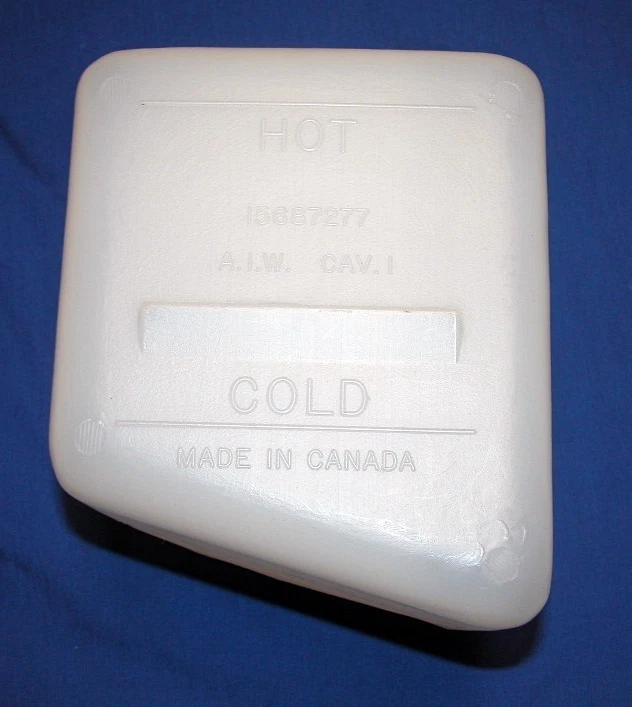 HOT
15687277
A.I.W. CAV. I
COLD
MADE IN CANADA